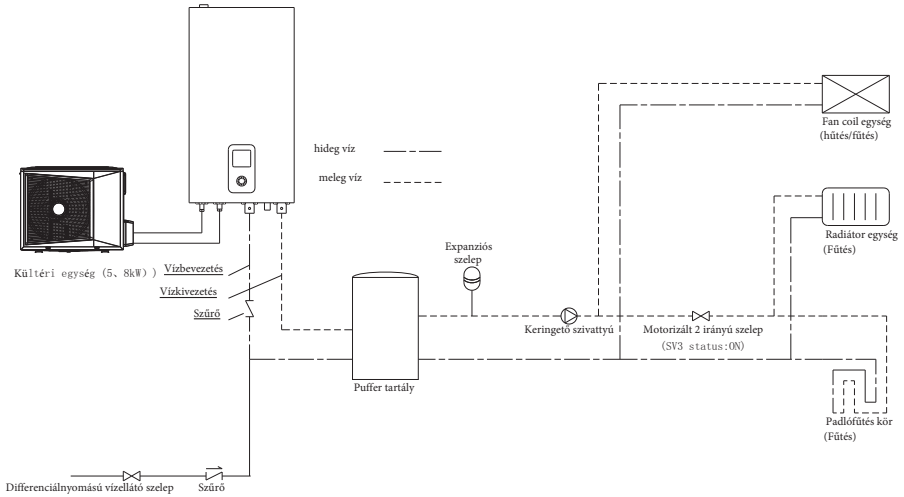 Fan coil egység
(hűtés/fűtés)
hideg víz
meleg víz
Radiátor egység
(Fűtés)
Expanziós
szelep
Kültéri egység (5、8kW) )
Vízbevezetés
Vízkivezetés
Szűrő
Keringető szivattyú
Motorizált 2 irányú szelep
(SV3 status:ON)
Puffer tartály
Padlófűtés kör
(Fűtés)
Differenciálnyomású vízellátó szelep
Szűrő